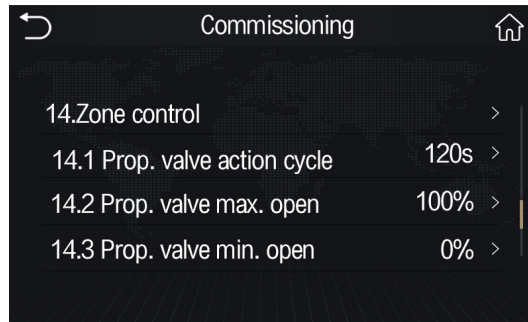 Commissioning
14.Zone control
14.1 Prop. valve action cycle 120s
14.2 Prop. valve max. open 100%
14.3 Prop. valve min. open 0%